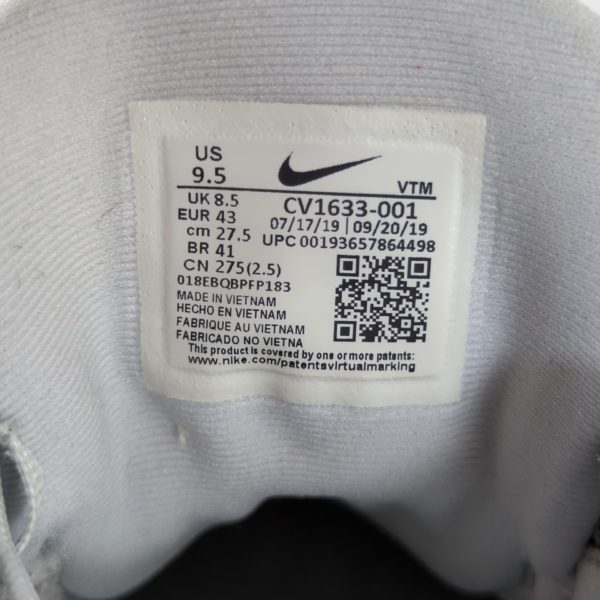 US
9.5
VTM
UK 8.5
EUR 43
cm 27.5
BR 41
CN 275(2.5)
CV1633-001
07/17/19 | 09/20/19
UPC 00193657864498
018EBQBPFP183
MADE IN VIETNAM
HECHO EN VIETNAM
FABRIQUE AU VIETNAM
FABRICADO NO VIETNA
This product is covered by one or more patents:
www.nike.com/patentsvirtualmarking